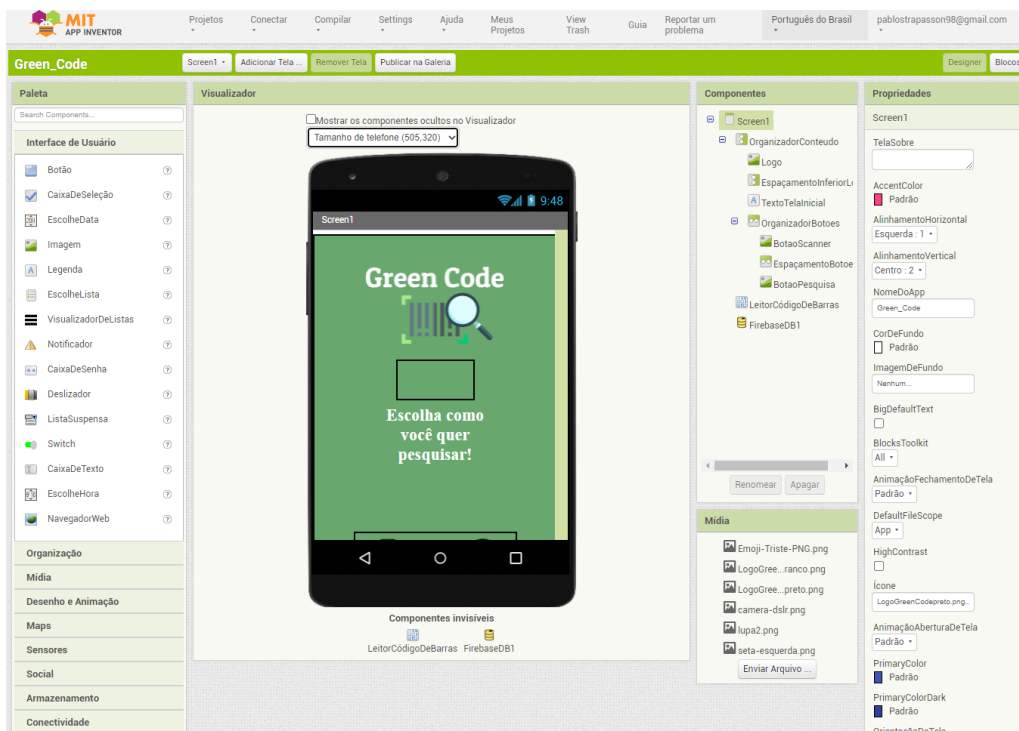 MIT
APP INVENTOR
Projetos
Conectar
Compilar
Settings
Ajuda
Meus
Projetos
View
Trash
Guia
Reportar um
problema
Português do Brasil
pablostrapasson98@gmail.com
Green_Code
Screen1
Adicionar Tela ...
Remover Tela
Publicar na Galeria
Designer
Blocos
Paleta
Search Components...
Interface de Usuário
Botão
CaixaDeSeleção
EscolheData
Imagem
Legenda
EscolheLista
VisualizadorDeListas
Notificador
CaixaDeSenha
Deslizador
ListaSuspensa
Switch
CaixaDeTexto
EscolheHora
NavegadorWeb
Organização
Mídia
Desenho e Animação
Maps
Sensores
Social
Armazenamento
Conectividade
Visualizador
Mostrar os componentes ocultos no Visualizador
Tamanho de telefone (505,320)
9:48
Screen1
Green Code
Escolha como
você quer
pesquisar!
Componentes invisíveis
LeitorCódigoDeBarras
FirebaseDB1
Componentes
Screen1
OrganizadorConteudo
Logo
EspaçamentoInferiorLo
TextoTelaInicial
OrganizadorBotoes
BotaoScanner
EspaçamentoBotoe
BotaoPesquisa
LeitorCódigoDeBarras
FirebaseDB1
Renomear
Apagar
Mídia
Emoji-Triste-PNG.png
LogoGree...ranco.png
LogoGree...preto.png
camera-dslr.png
lupa2.png
seta-esquerda.png
Enviar Arquivo ...
Propriedades
Screen1
TelaSobre
AccentColor
Padrão
AlinhamentoHorizontal
Esquerda : 1
AlinhamentoVertical
Centro : 2
NomeDoApp
Green_Code
CorDeFundo
Padrão
ImagemDeFundo
Nenhum...
BigDefaultText
BlocksToolkit
All
AnimaçãoFechamentoDeTela
Padrão
DefaultFileScope
App
HighContrast
Ícone
LogoGreenCodepreto.png...
AnimaçãoAberturaDeTela
Padrão
PrimaryColor
Padrão
PrimaryColorDark
Padrão
OrientaçãoDaTela